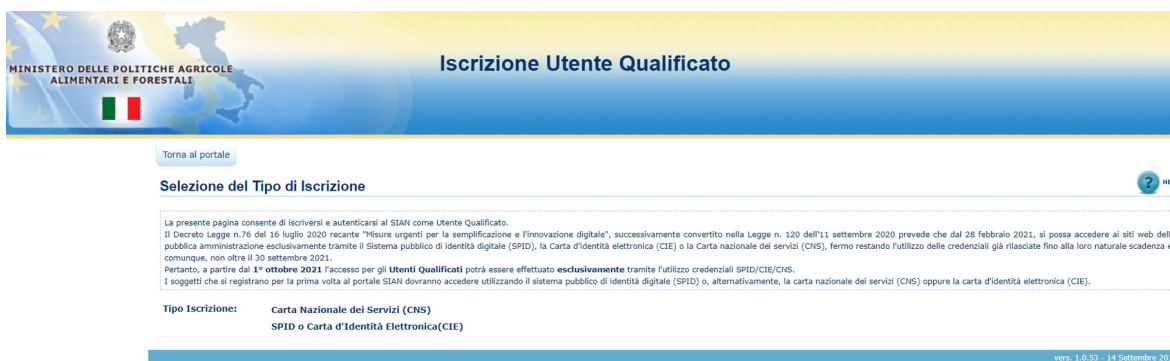 MINISTERO DELLE POLITICHE AGRICOLE
ALIMENTARI E FORESTALI
Iscrizione Utente Qualificato
Torna al portale
Selezione del Tipo di Iscrizione
?
La presente pagina consente di iscriversi e autenticarsi al SIAN come Utente Qualificato.
Il Decreto Legge n.76 del 16 luglio 2020 recante "Misure urgenti per la semplificazione e l'innovazione digitale", successivamente convertito nella Legge n. 120 dell'11 settembre 2020 prevede che dal 28 febbraio 2021, si possa accedere ai siti web dell
pubblica amministrazione esclusivamente tramite il Sistema pubblico di identità digitale (SPID), la Carta d'identità elettronica (CIE) o la Carta nazionale dei servizi (CNS), fermo restando l'utilizzo delle credenziali già rilasciate fino alla loro naturale scadenza e
comunque, non oltre il 30 settembre 2021.
Pertanto, a partire dal 1° ottobre 2021 l'accesso per gli Utenti Qualificati potrà essere effettuato esclusivamente tramite l'utilizzo credenziali SPID/CIE/CNS.
I soggetti che si registrano per la prima volta al portale SIAN dovranno accedere utilizzando il sistema pubblico di identità digitale (SPID) o, alternativamente, la carta nazionale dei servizi (CNS) oppure la carta d'identità elettronica (CIE).
Tipo Iscrizione: Carta Nazionale dei Servizi (CNS)
SPID o Carta d'Identità Elettronica(CIE)
vers. 1.0.53 - 14 Settembre 20